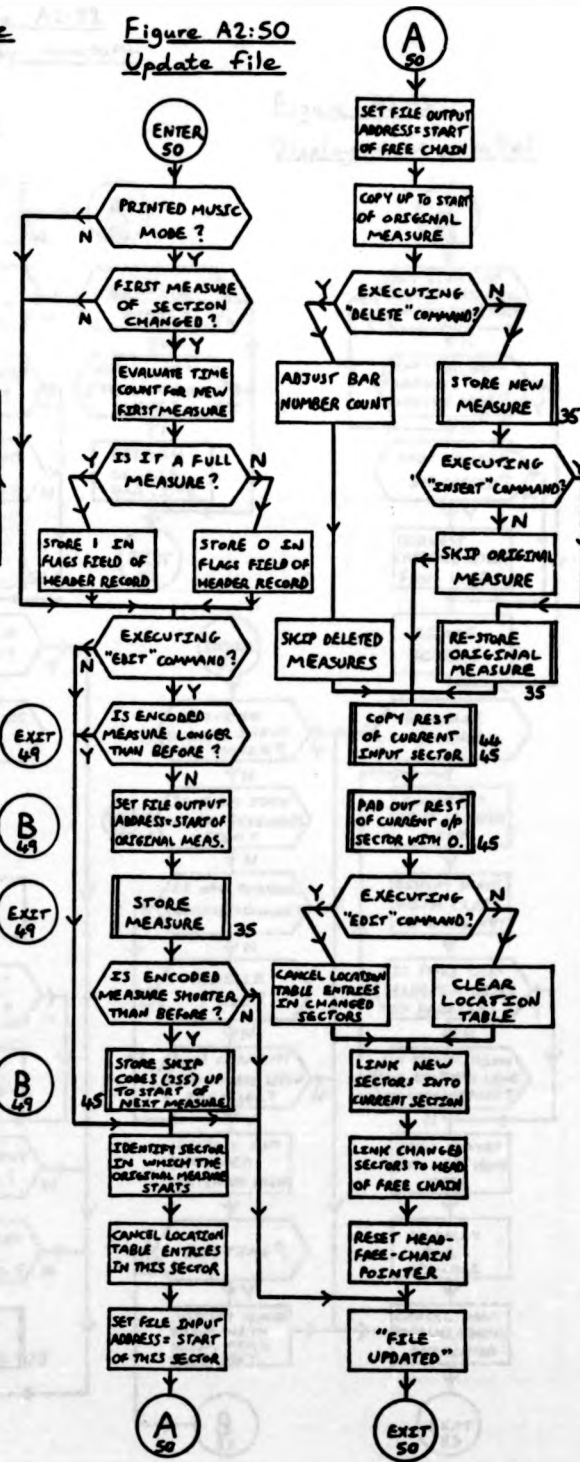 Figure A2:50
Update file
ENTER
50
PRINTED MUSIC
MODE ?
N
Y
FIRST MEASURE
OF SECTION
CHANGED?
N
Y
EVALUATE TIME
COUNT FOR NEW
FIRST MEASURE
IS IT A FULL
MEASURE ?
Y
N
STORE 1 IN
FLAGS FIELD OF
HEADER RECORD
STORE 0 IN
FLAGS FIELD OF
HEADER RECORD
EXECUTING
"EDIT" COMMAND?
N
Y
IS ENCODED
MEASURE LONGER
THAN BEFORE ?
Y
N
SET FILE OUTPUT
ADDRESS=START OF
ORIGINAL MEAS.
STORE
MEASURE
35
IS ENCODED
MEASURE SHORTER
THAN BEFORE ?
N
Y
STORE SKIP
CODES (255) UP
TO START OF
NEXT MEASURE
45
IDENTIFY SECTOR
IN WHICH THE
ORIGINAL MEASURE
STARTS
CANCEL LOCATION
TABLE ENTRIES
IN THIS SECTOR
SET FILE INPUT
ADDRESS = START
OF THIS SECTOR
A
50
EXIT
49
B
49
EXIT
49
B
49
A
50
SET FILE OUTPUT
ADDRESS=START
OF FREE CHAIN
COPY UP TO START
OF ORIGINAL
MEASURE
EXECUTING
"DELETE" COMMAND?
Y
N
ADJUST BAR
NUMBER COUNT
STORE NEW
MEASURE
35
EXECUTING
"INSERT" COMMAND?
Y
N
SKIP ORIGINAL
MEASURE
SKIP DELETED
MEASURES
RE-STORE
ORIGINAL
MEASURE
35
COPY REST
OF CURRENT
INPUT SECTOR
44
45
PAD OUT REST
OF CURRENT O/P
SECTOR WITH 0.
45
EXECUTING
"EDIT" COMMAND?
Y
N
CANCEL LOCATION
TABLE ENTRIES
IN CHANGED
SECTORS
CLEAR
LOCATION
TABLE
LINK NEW
SECTORS INTO
CURRENT SECTION
LINK CHANGED
SECTORS TO HEAD
OF FREE CHAIN
RESET HEAD-
FREE-CHAIN
POINTER
"FILE
UPDATED"
EXIT
50